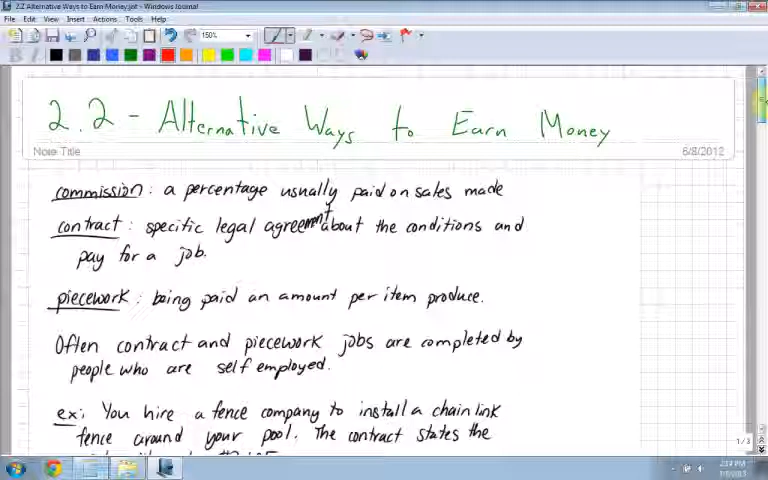 2.2 Alternative Ways to Earn Money.jnt - Windows Journal
File Edit View Insert Actions Tools Help
150%
B I
2.2 - Alternative Ways to Earn Money
Note Title
6/8/2012
commission: a percentage usually paid on sales made
contract: specific legal agreement about the conditions and
pay for a job.
piecework: being paid an amount per item produce.
Often contract and piecework jobs are completed by
people who are self employed.
ex: You hire a fence company to install a chain link
fence around your pool. The contract states the
1 / 3